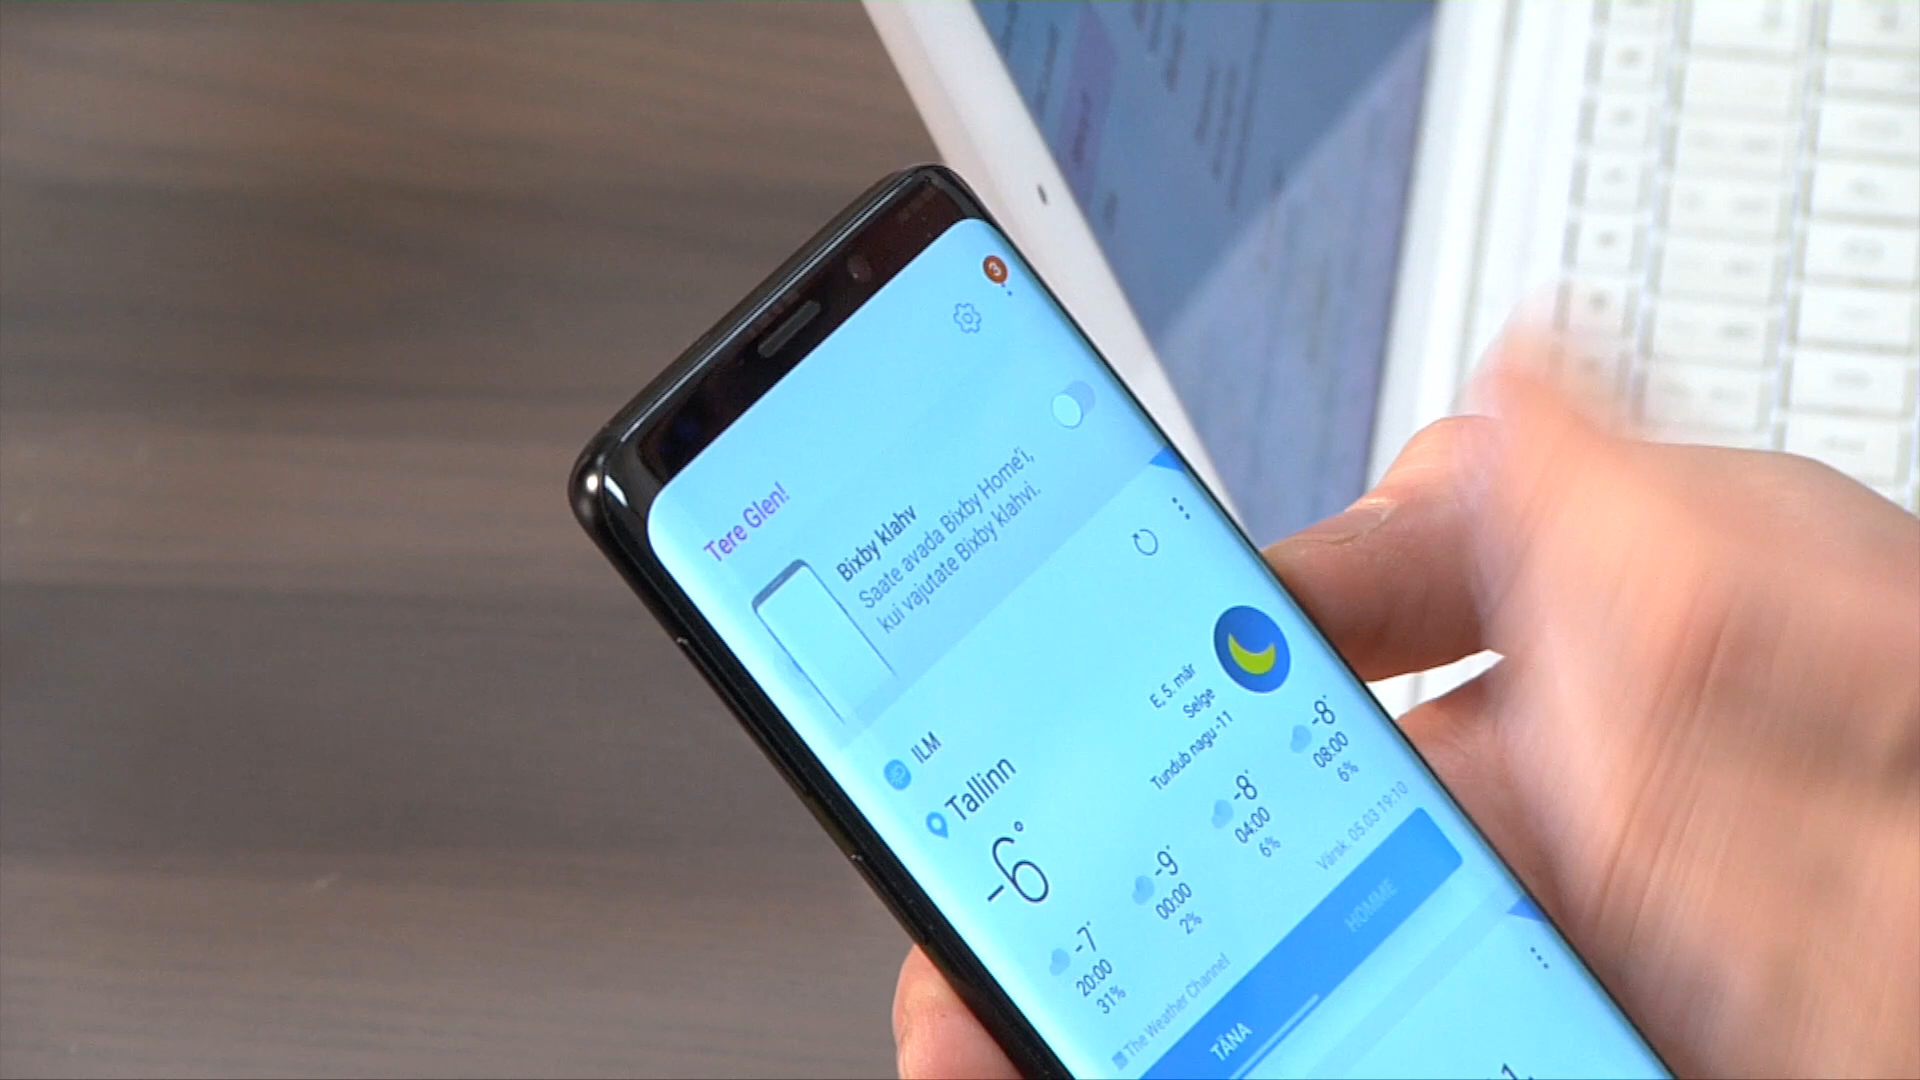 3
Tere Glen!
Bixby klahv
Saate avada Bixby Home'i,
kui vajutate Bixby klahvi.
ILM
Tallinn
-6°
E, 5. mär
Selge
Tundub nagu -11
-7°
20:00
31%
-9°
00:00
2%
-8°
04:00
6%
-8°
08:00
6%
The Weather Channel
Värsk. 05.03 19:10
TÄNA
HOMME